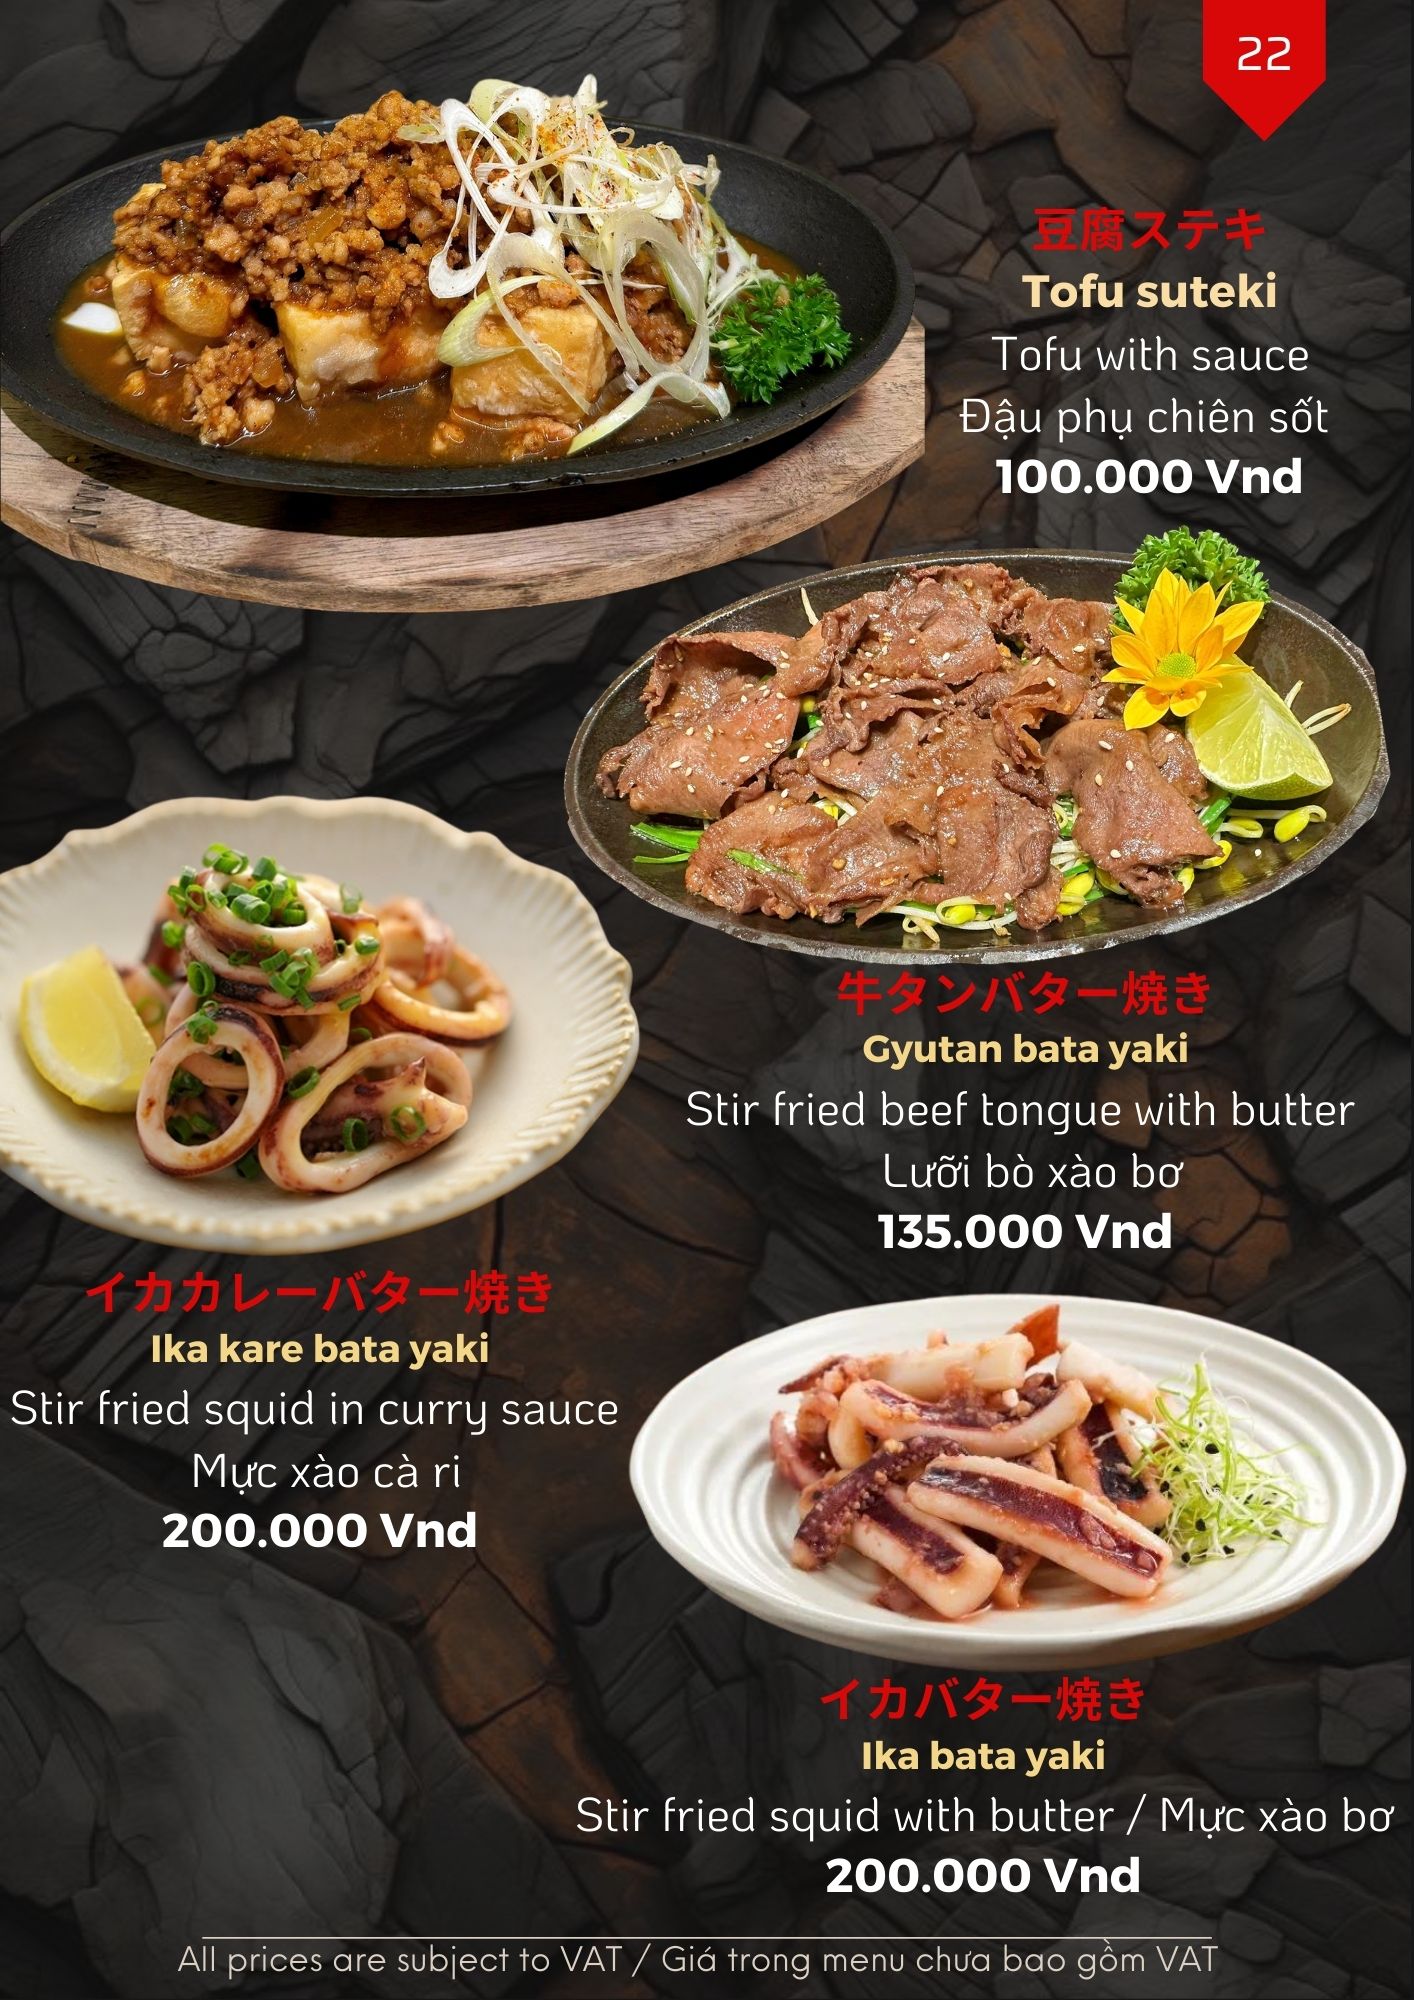 22
豆腐ステキ
Tofu suteki
Tofu with sauce
Đậu phụ chiên sốt
100.000 Vnd
牛タンバター焼き
Gyutan bata yaki
Stir fried beef tongue with butter
Lưỡi bò xào bơ
135.000 Vnd
イカカレーバター焼き
Ika kare bata yaki
Stir fried squid in curry sauce
Mực xào cà ri
200.000 Vnd
イカバター焼き
Ika bata yaki
Stir fried squid with butter / Mực xào bơ
200.000 Vnd
All prices are subject to VAT / Giá trong menu chưa bao gồm VAT